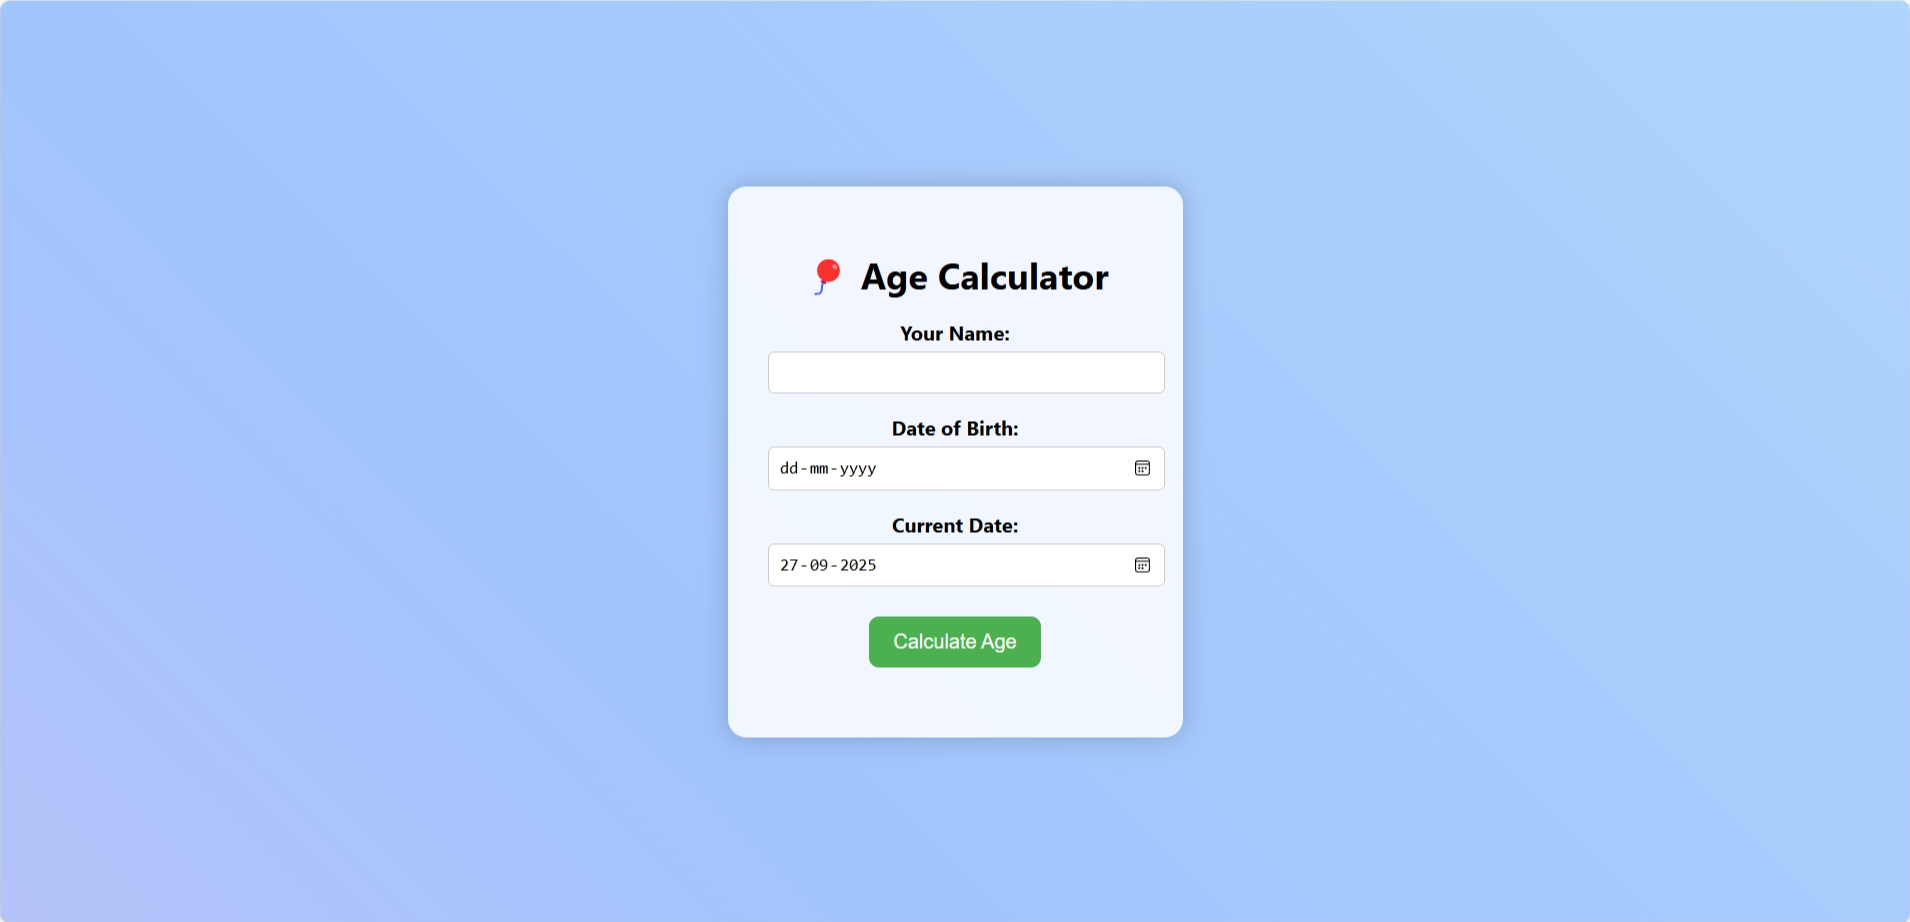 🎈 Age Calculator
Your Name:
Date of Birth:
dd-mm-yyyy
Current Date:
27-09-2025
Calculate Age